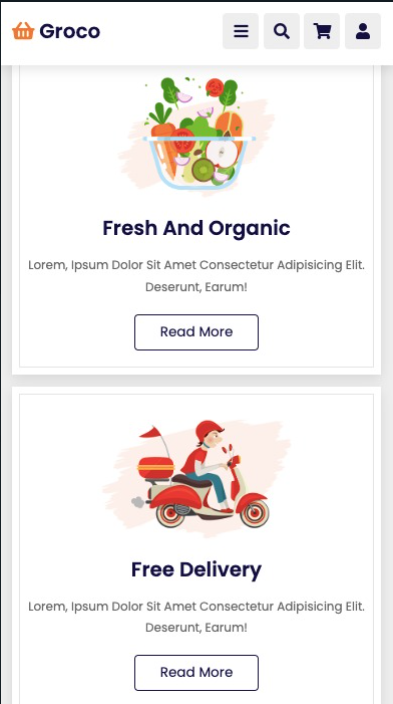 Groco
Fresh And Organic
Lorem, Ipsum Dolor Sit Amet Consectetur Adipisicing Elit.
Deserunt, Earum!
Read More
Free Delivery
Lorem, Ipsum Dolor Sit Amet Consectetur Adipisicing Elit.
Deserunt, Earum!
Read More